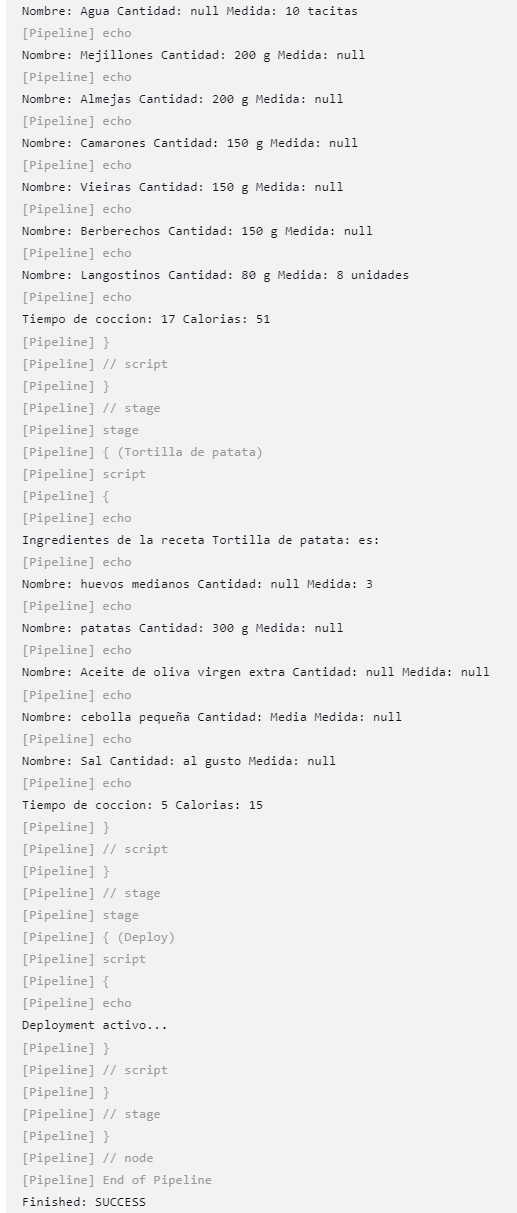 Nombre: Agua Cantidad: null Medida: 10 tacitas
[Pipeline] echo
Nombre: Mejillones Cantidad: 200 g Medida: null
[Pipeline] echo
Nombre: Almejas Cantidad: 200 g Medida: null
[Pipeline] echo
Nombre: Camarones Cantidad: 150 g Medida: null
[Pipeline] echo
Nombre: Vieiras Cantidad: 150 g Medida: null
[Pipeline] echo
Nombre: Berberechos Cantidad: 150 g Medida: null
[Pipeline] echo
Nombre: Langostinos Cantidad: 80 g Medida: 8 unidades
[Pipeline] echo
Tiempo de coccion: 17 Calorias: 51
[Pipeline] }
[Pipeline] // script
[Pipeline] }
[Pipeline] // stage
[Pipeline] stage
[Pipeline] { (Tortilla de patata)
[Pipeline] script
[Pipeline] {
[Pipeline] echo
Ingredientes de la receta Tortilla de patata: es:
[Pipeline] echo
Nombre: huevos medianos Cantidad: null Medida: 3
[Pipeline] echo
Nombre: patatas Cantidad: 300 g Medida: null
[Pipeline] echo
Nombre: Aceite de oliva virgen extra Cantidad: null Medida: null
[Pipeline] echo
Nombre: cebolla pequeña Cantidad: Media Medida: null
[Pipeline] echo
Nombre: Sal Cantidad: al gusto Medida: null
[Pipeline] echo
Tiempo de coccion: 5 Calorias: 15
[Pipeline] }
[Pipeline] // script
[Pipeline] }
[Pipeline] // stage
[Pipeline] stage
[Pipeline] { (Deploy)
[Pipeline] script
[Pipeline] {
[Pipeline] echo
Deployment activo...
[Pipeline] }
[Pipeline] // script
[Pipeline] }
[Pipeline] // stage
[Pipeline] }
[Pipeline] // node
[Pipeline] End of Pipeline
Finished: SUCCESS